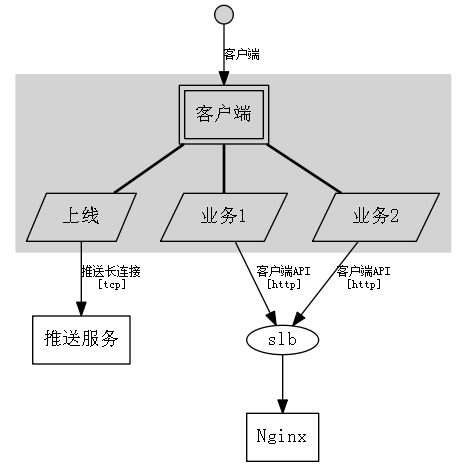 客户端
客户端
上线
业务1
业务2
推送长连接
[tcp]
客户端API
[http]
客户端API
[http]
推送服务
slb
Nginx